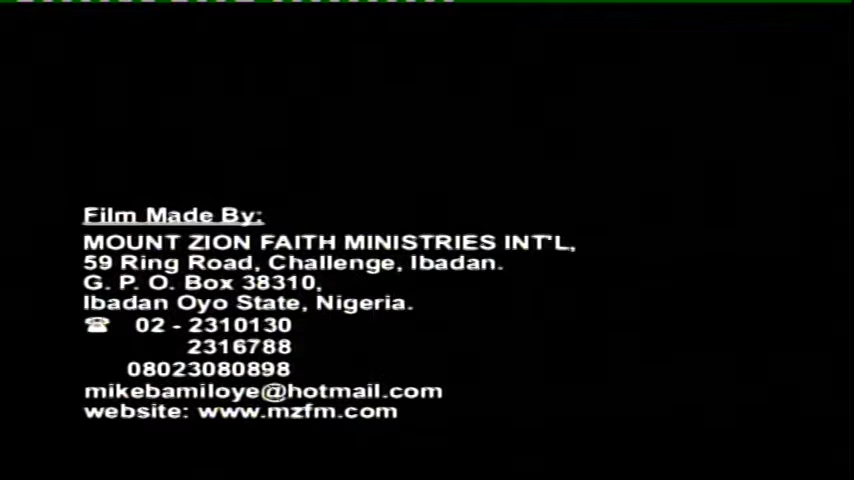 Film Made By:
MOUNT ZION FAITH MINISTRIES INT'L,
59 Ring Road, Challenge, Ibadan.
G. P. O. Box 38310,
Ibadan Oyo State, Nigeria.
☎ 02 - 2310130
2316788
08023080898
mikebamiloye@hotmail.com
website: www.mzfm.com